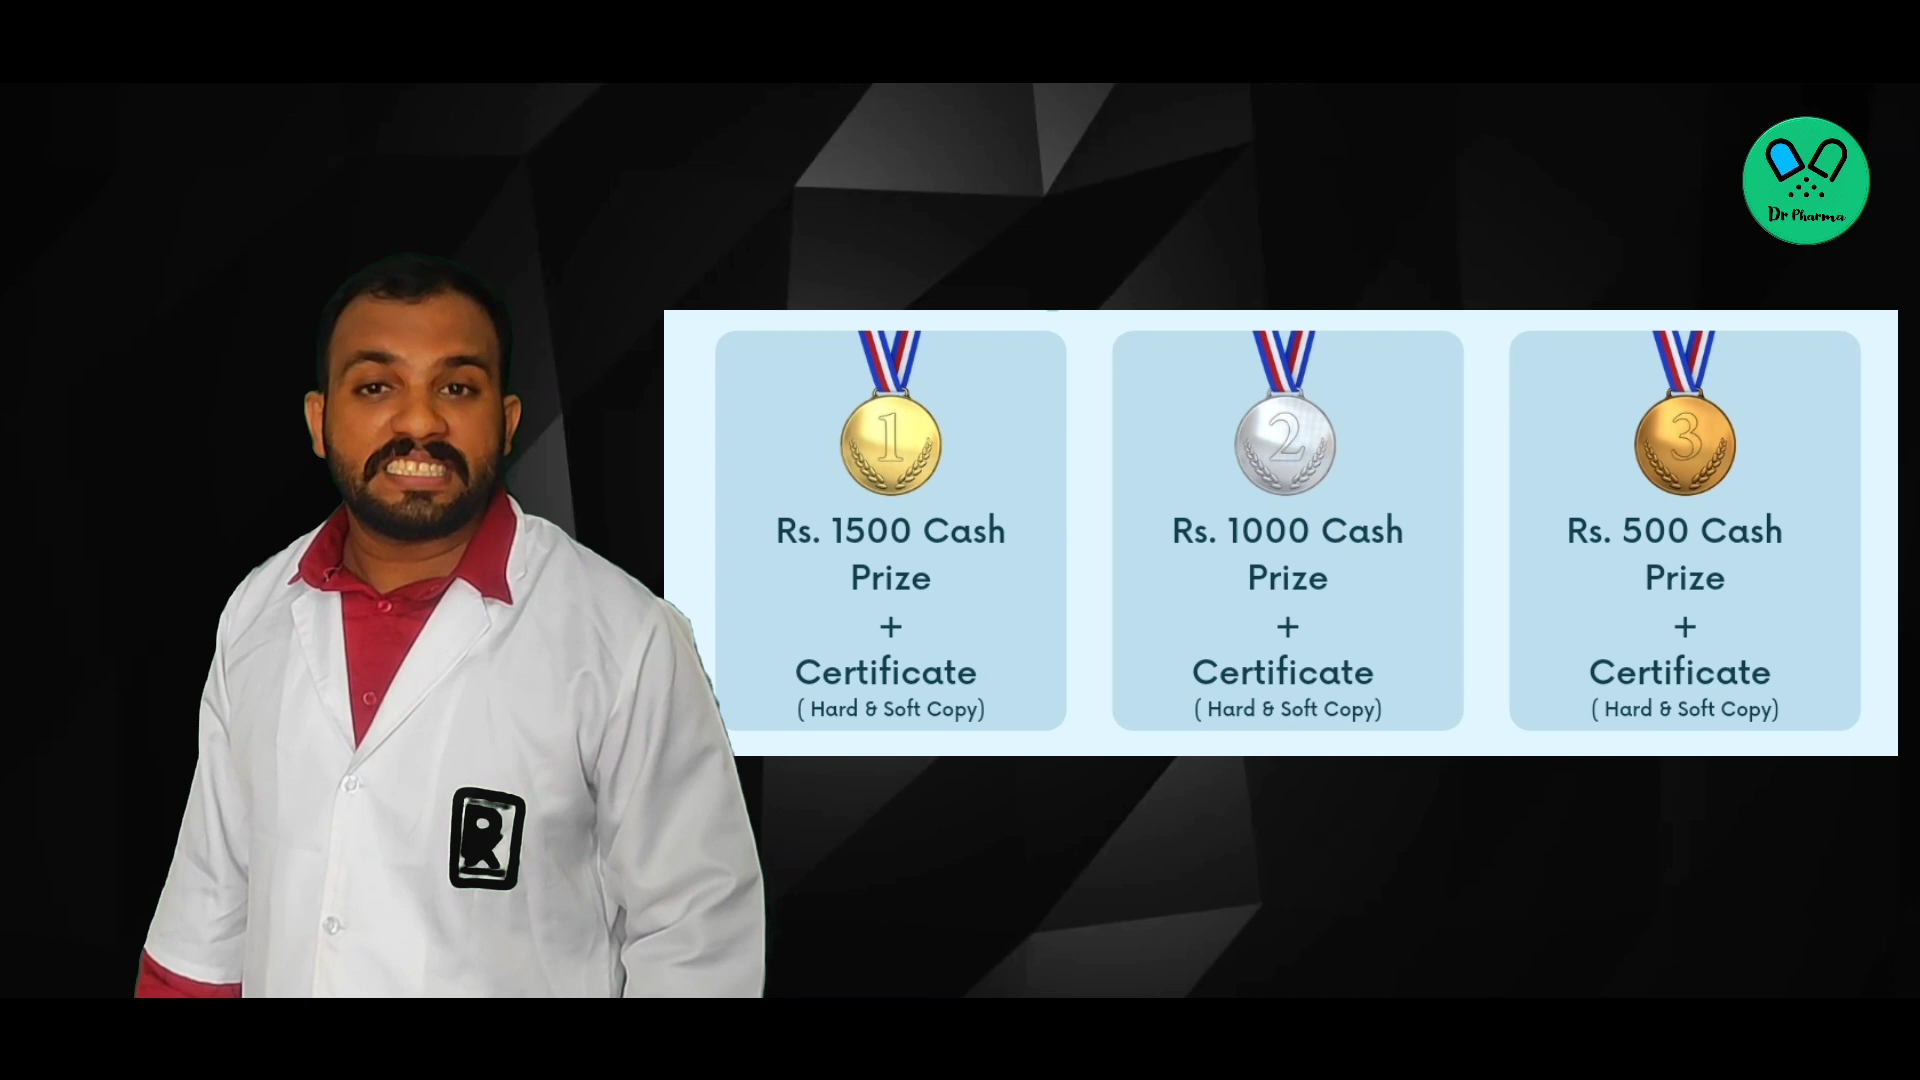 Dr Pharma
1
Rs. 1500 Cash
Prize
+
Certificate
( Hard & Soft Copy)
2
Rs. 1000 Cash
Prize
+
Certificate
( Hard & Soft Copy)
3
Rs. 500 Cash
Prize
+
Certificate
( Hard & Soft Copy)
R